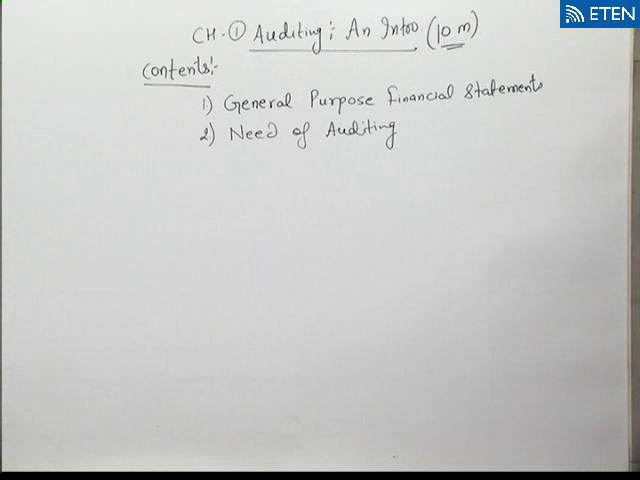 ETEN
CH-① Auditing: An Intro (10 m)
Contents:-
1) General Purpose Financial Statements
2) Need of Auditing